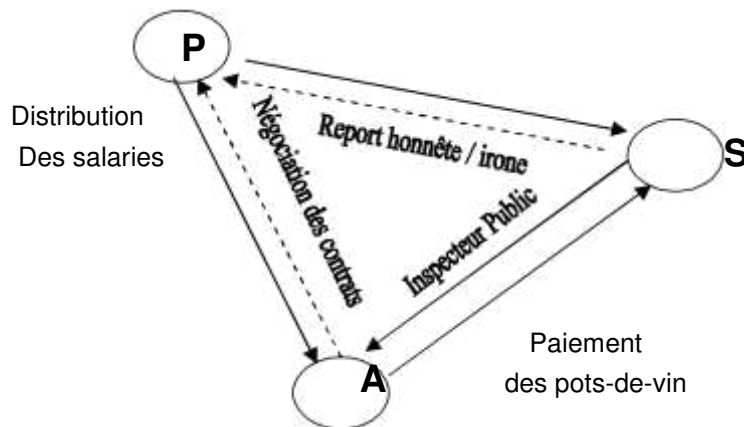 P
Distribution
Des salaries
Négociation des contrats
Report honnête / irone
S
Inspecteur Public
A
Paiement
des pots-de-vin